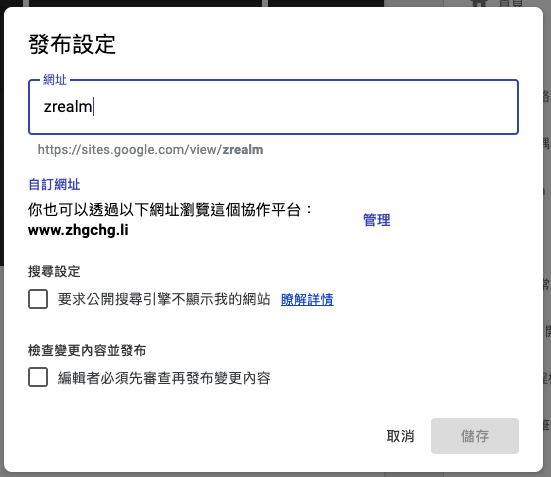 首頁
發布設定
網址
zrealm
https://sites.google.com/view/zrealm
自訂網址
你也可以透過以下網址瀏覽這個協作平台：
www.zhgchg.li
管理
搜尋設定
要求公開搜尋引擎不顯示我的網站 瞭解詳情
檢查變更內容並發布
編輯者必須先審查再發布變更內容
取消 儲存